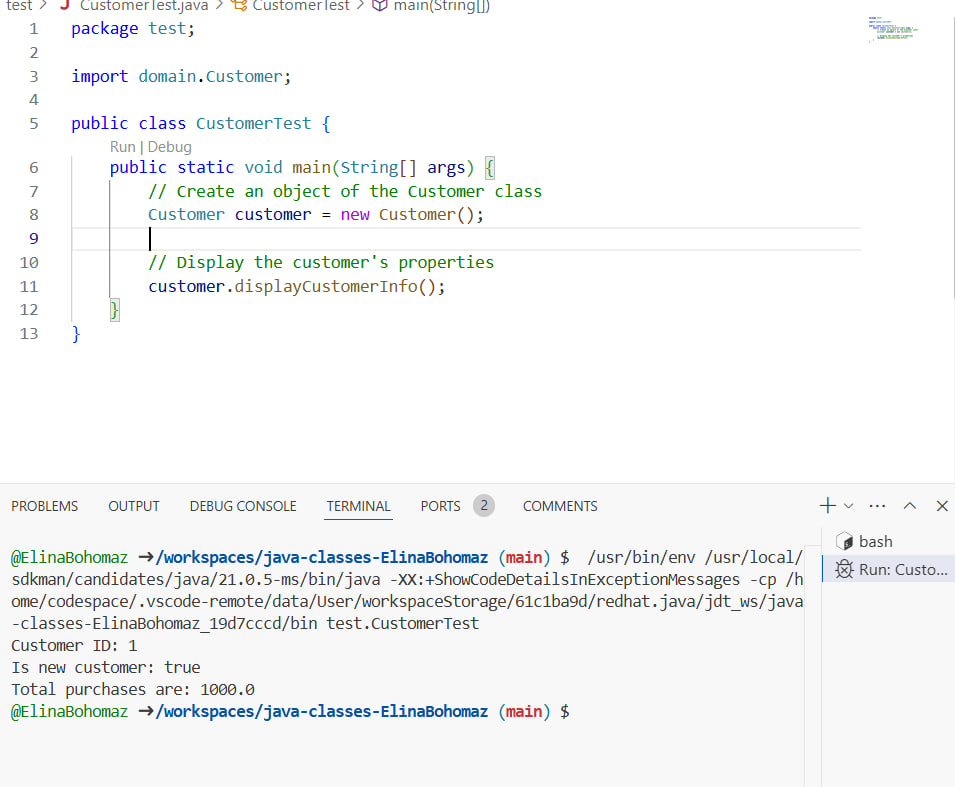 test > J CustomerTest.java > CustomerTest > main(String[])
1 package test;
2
3 import domain.Customer;
4
5 public class CustomerTest {
Run | Debug
6 public static void main(String[] args) {
7 // Create an object of the Customer class
8 Customer customer = new Customer();
9
10 // Display the customer's properties
11 customer.displayCustomerInfo();
12 }
13 }
PROBLEMS OUTPUT DEBUG CONSOLE TERMINAL PORTS 2 COMMENTS
@ElinaBohomaz ➜/workspaces/java-classes-ElinaBohomaz (main) $ /usr/bin/env /usr/local/
sdkman/candidates/java/21.0.5-ms/bin/java -XX:+ShowCodeDetailsInExceptionMessages -cp /h
ome/codespace/.vscode-remote/data/User/workspaceStorage/61c1ba9d/redhat.java/jdt_ws/java
-classes-ElinaBohomaz_19d7cccd/bin test.CustomerTest
Customer ID: 1
Is new customer: true
Total purchases are: 1000.0
@ElinaBohomaz ➜/workspaces/java-classes-ElinaBohomaz (main) $
bash
Run: Custo...